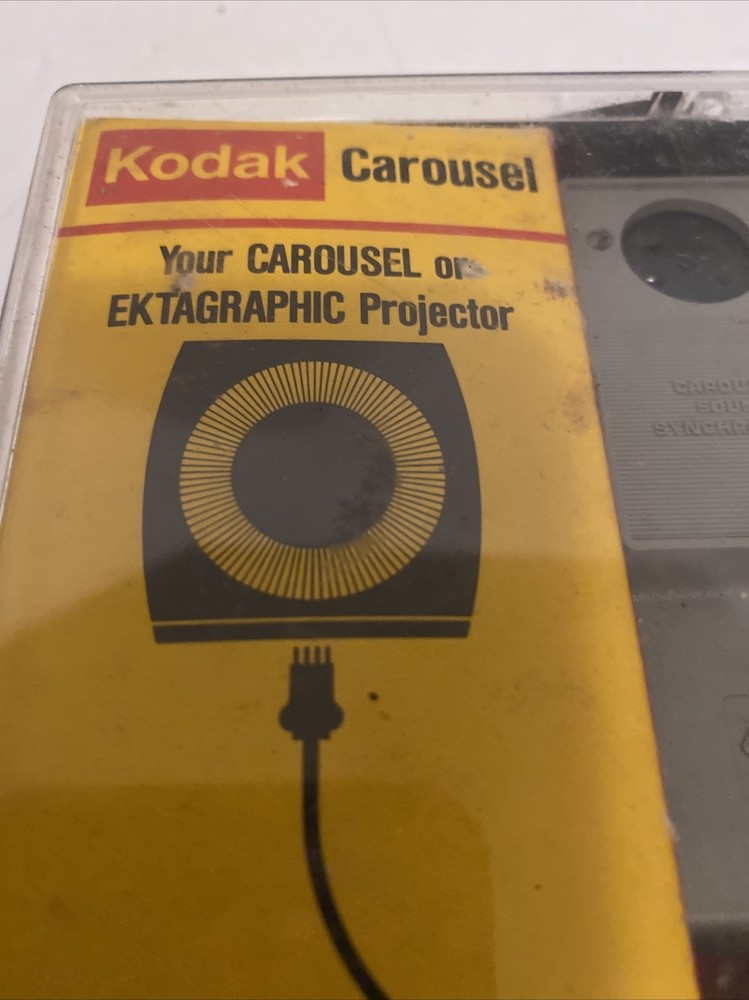 Kodak Carousel
Your CAROUSEL or
EKTAGRAPHIC Projector